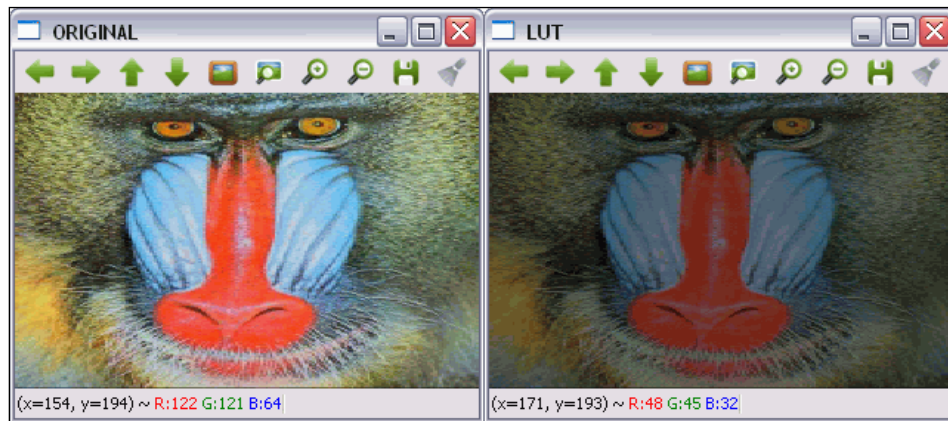 ORIGINAL
(x=154, y=194) ~ R:122 G:121 B:64
LUT
(x=171, y=193) ~ R:48 G:45 B:32